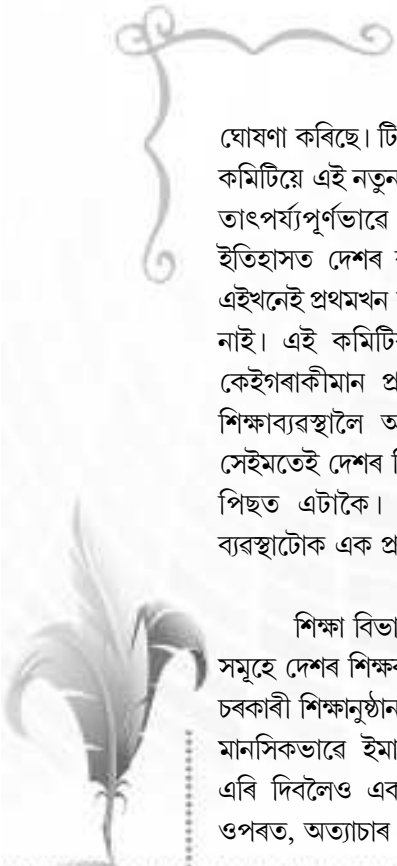 ঘোষণা কৰিছে। টি
কমিটিয়ে এই নতুন
তাৎপৰ্য্যপূৰ্ণভাৱে
ইতিহাসত দেশৰ
এইখনেই প্ৰথমখন
নাই। এই কমিটি
কেইগৰাকীমান প্ৰ
শিক্ষাব্যৱস্থালৈ অ
সেইমতেই দেশৰ ি
পিছত এটাকৈ।
ব্যৱস্থাটোক এক প্ৰ
শিক্ষা বিভা
সমূহে দেশৰ শিক্ষ
চৰকাৰী শিক্ষানুষ্ঠান
মানসিকভাৱে ইমা
এৰি দিবলৈও এব
ওপৰত, অত্যাচাৰ